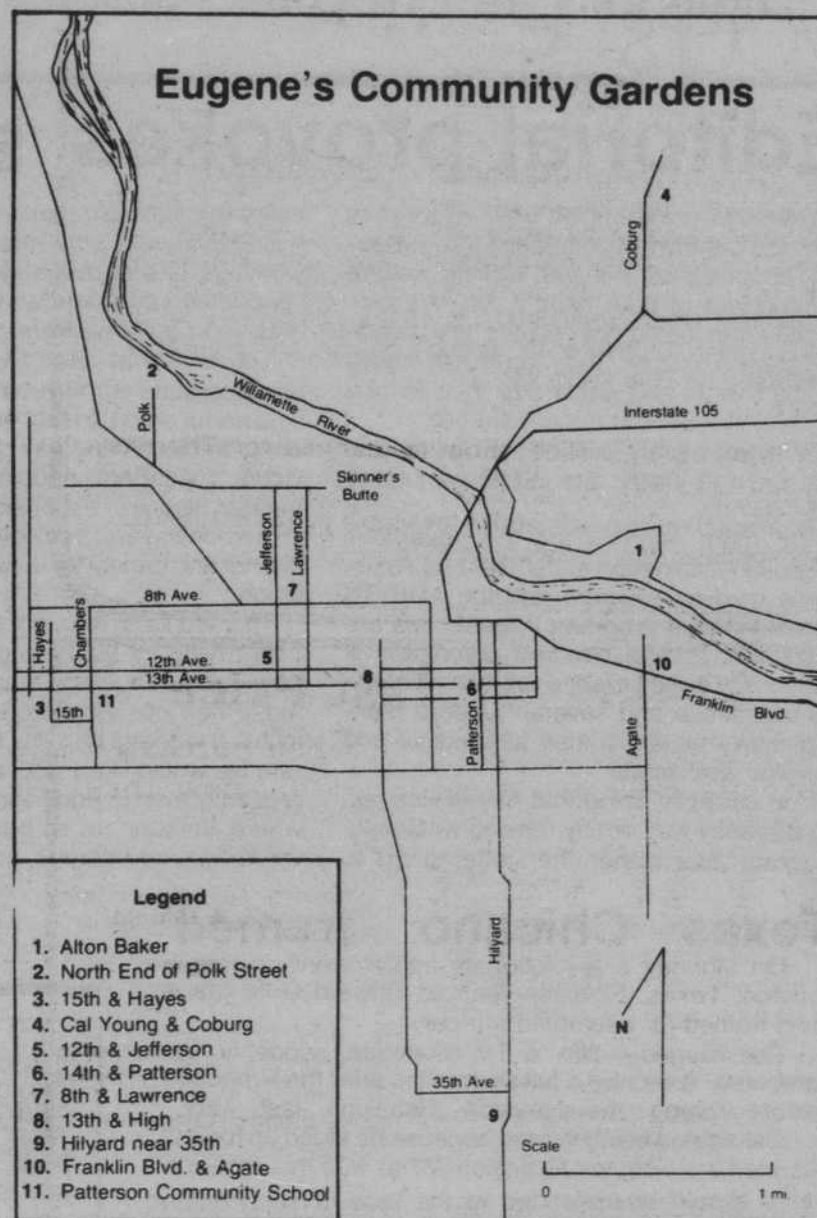 Eugene's Community Gardens
4
Coburg
2
Polk
Willamette River
Interstate 105
Skinner's
Butte
Jefferson
Lawrence
1
7
8th Ave.
Hayes
Chambers
12th Ave.
13th Ave.
5
8
6
10
3
15th
11
Patterson
Agate
Franklin Blvd.
Hilyard
35th Ave.
9
N
Scale
0 1 mi.
Legend
1. Alton Baker
2. North End of Polk Street
3. 15th & Hayes
4. Cal Young & Coburg
5. 12th & Jefferson
6. 14th & Patterson
7. 8th & Lawrence
8. 13th & High
9. Hilyard near 35th
10. Franklin Blvd. & Agate
11. Patterson Community School